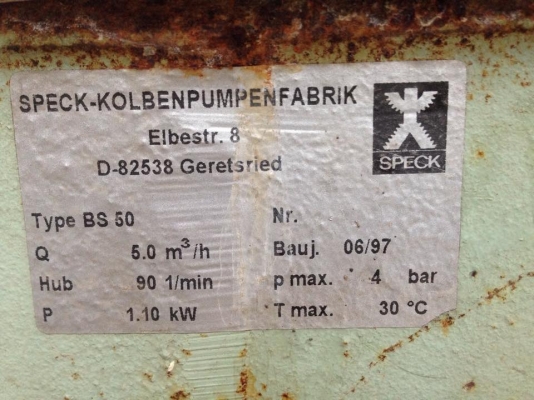 SPECK-KOLBENPUMPENFABRIK
Elbestr. 8
D-82538 Geretsried
SPECK
Type BS 50 Nr.
Q 5.0 m³/h Bauj. 06/97
Hub 90 1/min p max. 4 bar
P 1.10 kW T max. 30 °C